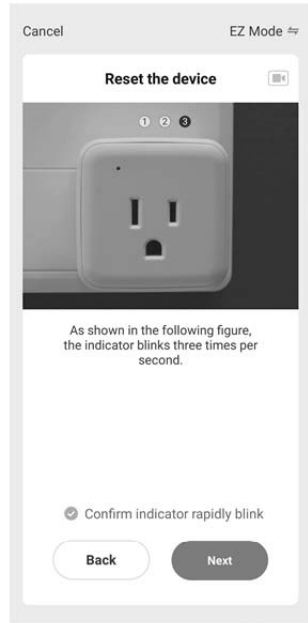 Cancel
EZ Mode ⇋
Reset the device
1 2 3
As shown in the following figure,
the indicator blinks three times per
second.
Confirm indicator rapidly blink
Back
Next